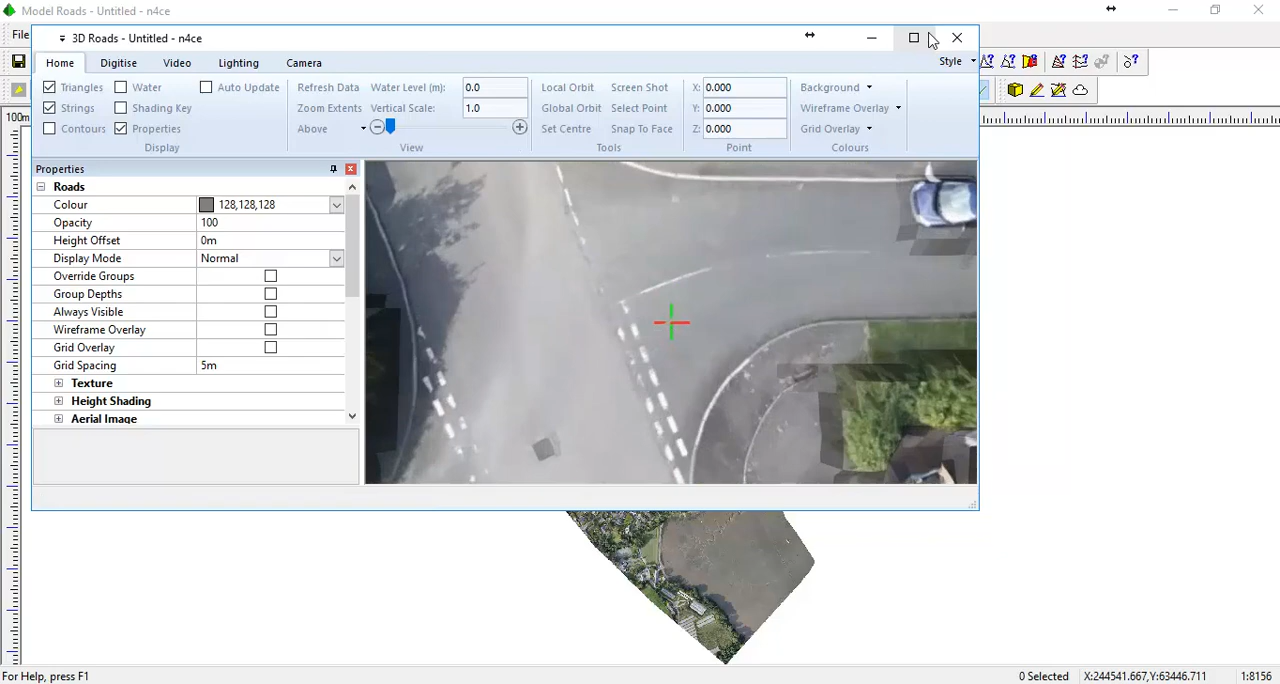 Model Roads - Untitled - n4ce
File
3D Roads - Untitled - n4ce
Home Digitise Video Lighting Camera Style
Triangles Water Auto Update Refresh Data Water Level (m): 0.0 Local Orbit Screen Shot X: 0.000 Background
Strings Shading Key Zoom Extents Vertical Scale: 1.0 Global Orbit Select Point Y: 0.000 Wireframe Overlay
Contours Properties Above Set Centre Snap To Face Z: 0.000 Grid Overlay
Display View Tools Point Colours
100m
Properties
Roads
Colour 128,128,128
Opacity 100
Height Offset 0m
Display Mode Normal
Override Groups
Group Depths
Always Visible
Wireframe Overlay
Grid Overlay
Grid Spacing 5m
Texture
Height Shading
Aerial Image
For Help, press F1 0 Selected X:244541.667,Y:63446.711 1:8156